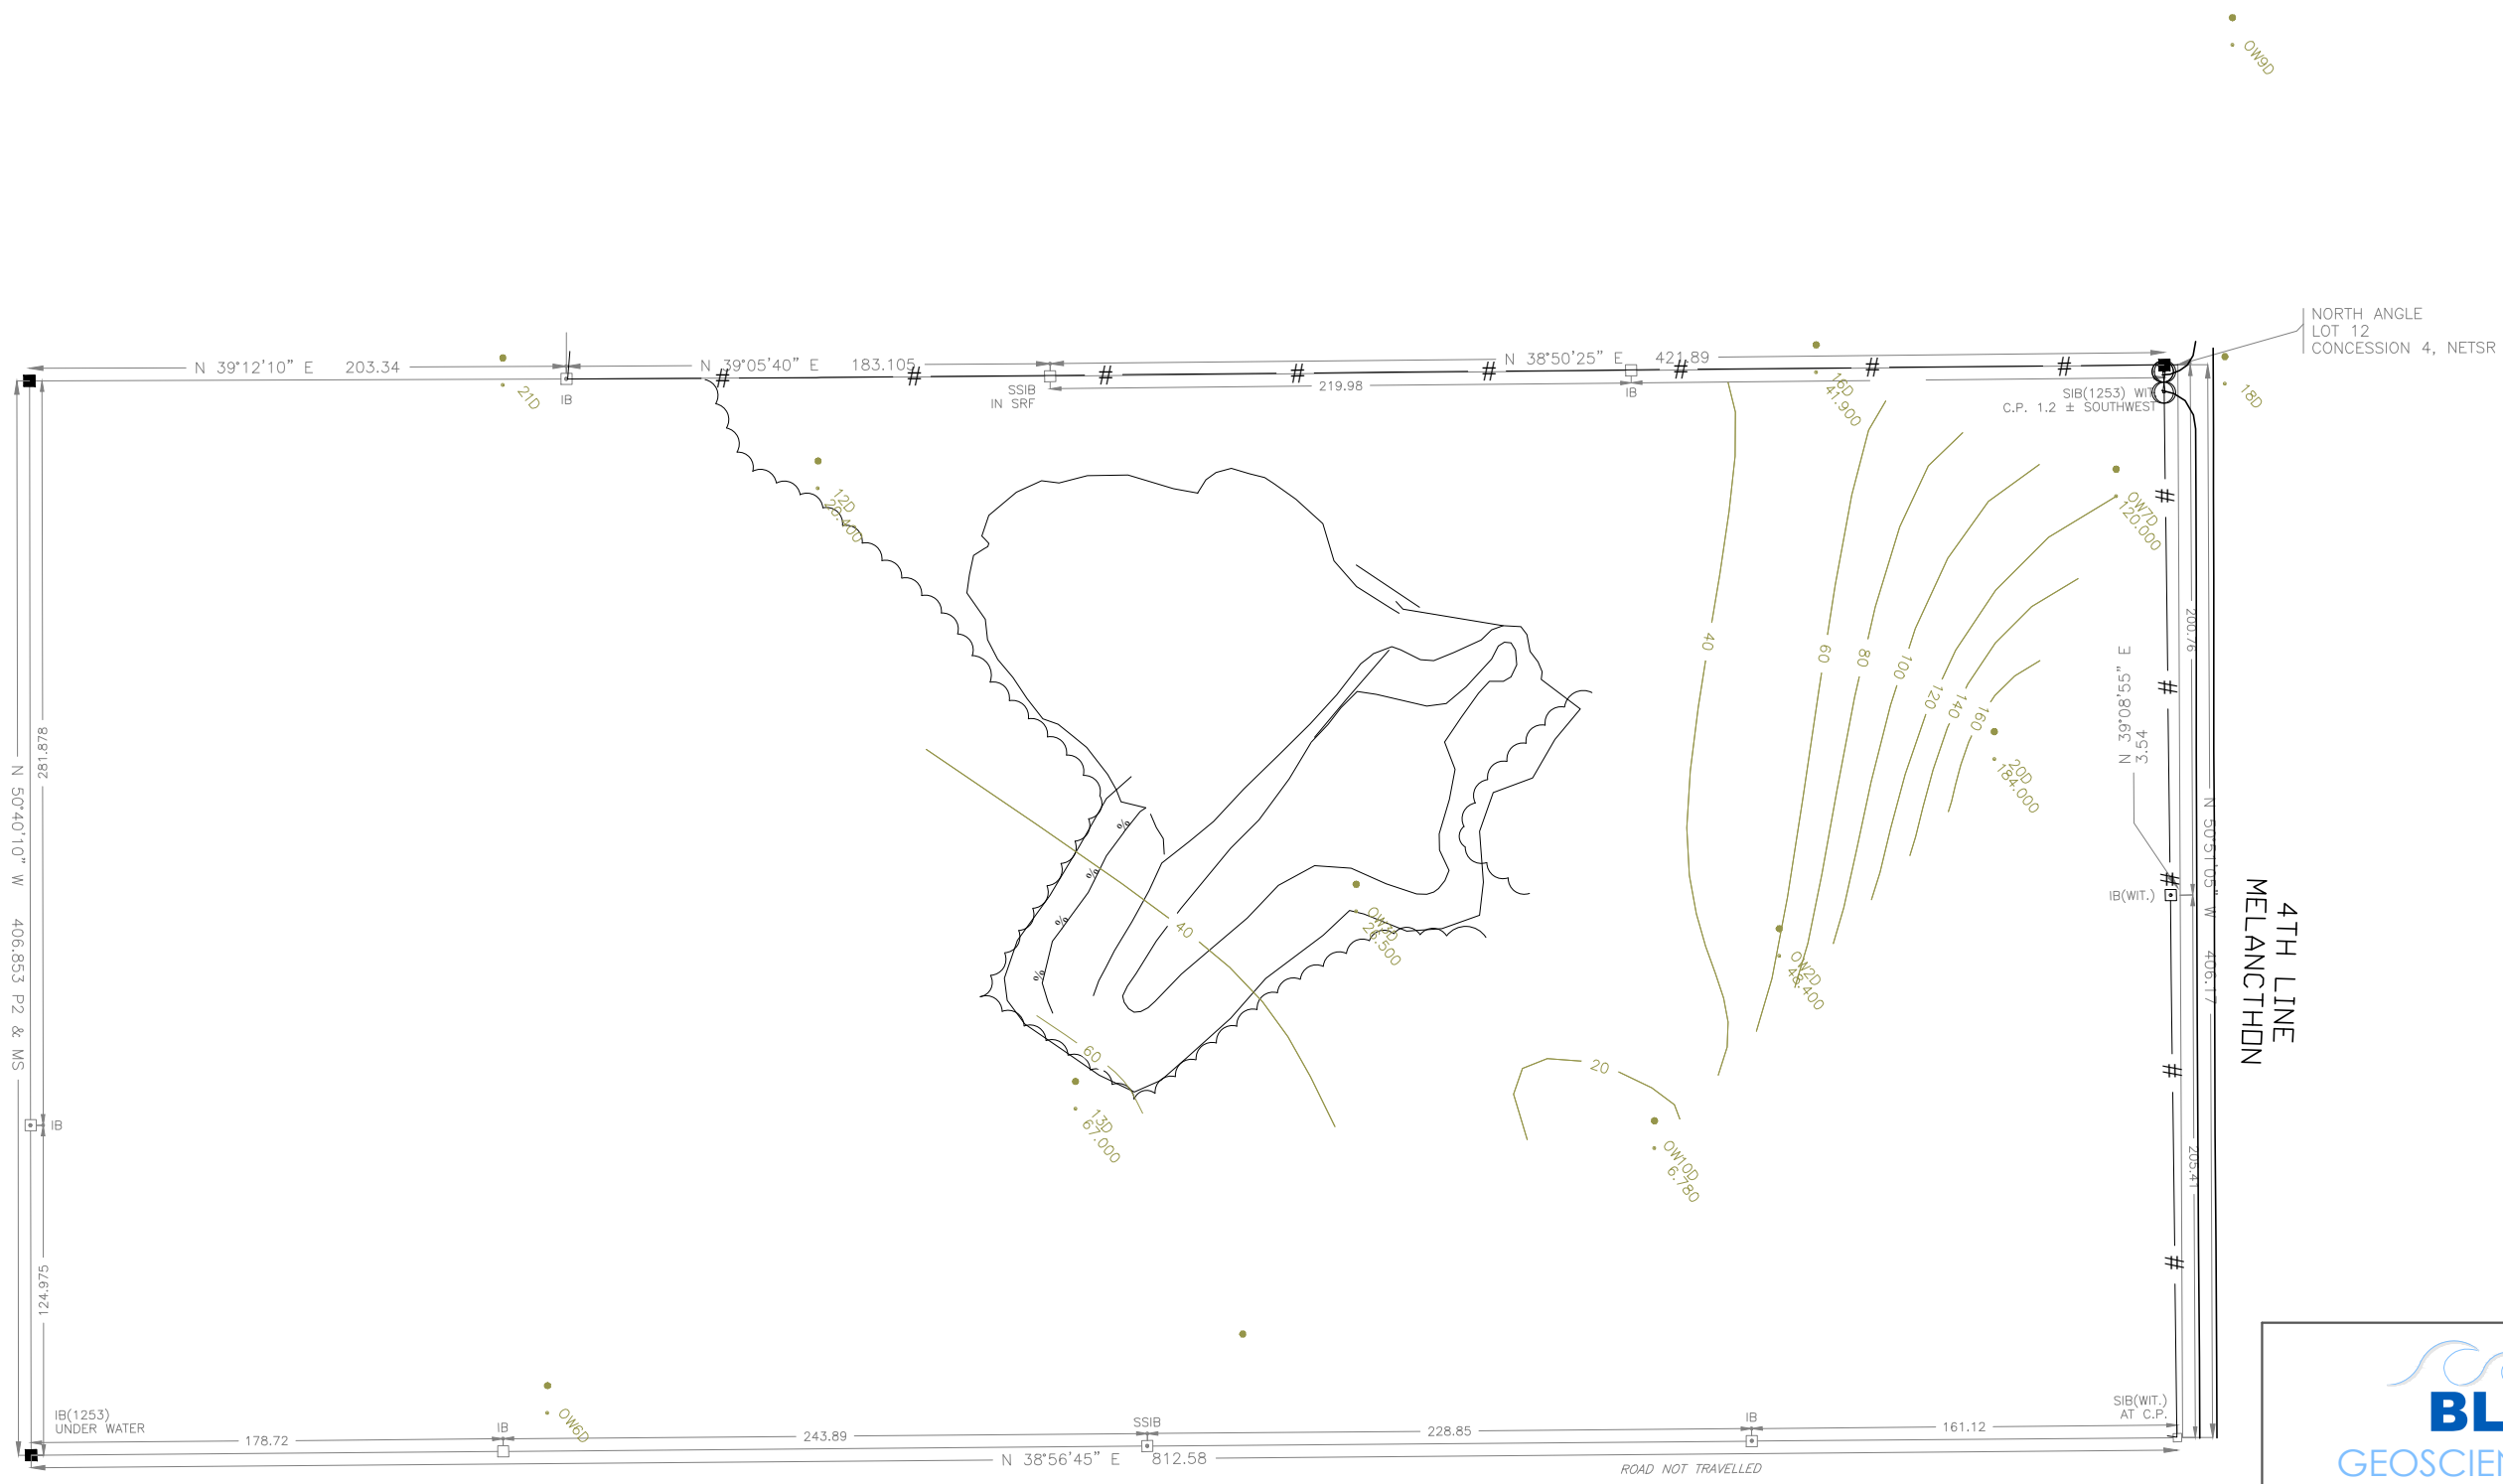 OW9D
NORTH ANGLE
LOT 12
CONCESSION 4, NETSR
N 39°12'10" E 203.34
N 39°05'40" E 183.105
N 38°50'25" E 421.89
219.98
21D
IB
SSIB
IN SRF
IB
16D
41.900
SIB(1253) WIT
C.P. 1.2 ± SOUTHWEST
18D
12D
OW7D
120.000
200.76
N 39°08'55" E
3.54
40
60
80
100
120
140
160
20D
184.000
281.878
N 50°40'10" W 406.853 P2 & MS
N 50°51'05" W 406.17
4TH LINE
MELANCTHON
IB(WIT.)
%
%
%
%
40
OW3D
OW2D
48.400
60
20
13D
67.000
OW10D
6.780
IB
205.41
124.975
IB(1253)
UNDER WATER
OW6D
IB
SSIB
IB
SIB(WIT.)
AT C.P.
178.72
243.89
228.85
161.12
N 38°56'45" E 812.58
ROAD NOT TRAVELLED
BL
GEOSCIEN